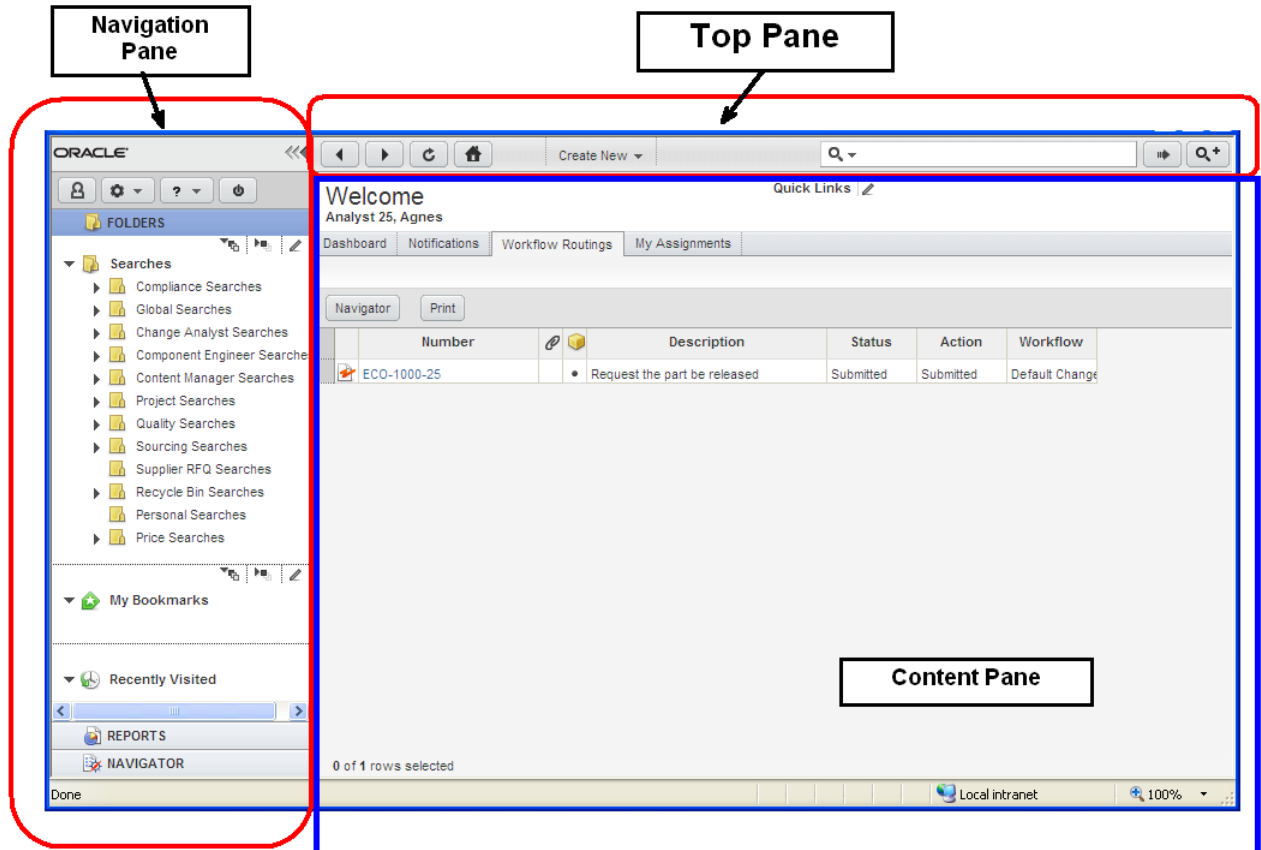 Navigation
Pane
Top Pane
ORACLE
Create New
?
FOLDERS
Searches
Compliance Searches
Global Searches
Change Analyst Searches
Component Engineer Searche
Content Manager Searches
Project Searches
Quality Searches
Sourcing Searches
Supplier RFQ Searches
Recycle Bin Searches
Personal Searches
Price Searches
My Bookmarks
Recently Visited
REPORTS
NAVIGATOR
Welcome
Quick Links
Analyst 25, Agnes
Dashboard Notifications Workflow Routings My Assignments
Navigator Print
Number Description Status Action Workflow
ECO-1000-25 • Request the part be released Submitted Submitted Default Change
Content Pane
0 of 1 rows selected
Done Local intranet 100%